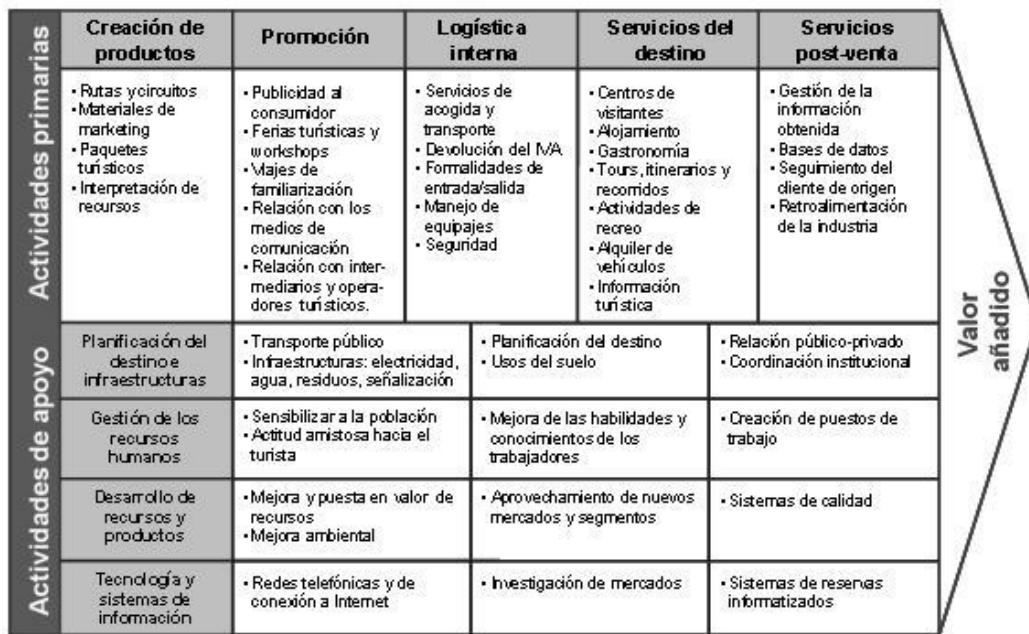 Actividades primarias
Creación de
productos
Promoción
Logística
interna
Servicios del
destino
Servicios
post-venta
• Rutas y circuitos
• Materiales de
marketing
• Paquetes
turísticos
• Interpretación de
recursos
• Publicidad al
consumidor
• Ferias turísticas y
workshops
• Viajes de
familiarización
• Relación con los
medios de
comunicación
• Relación con inter-
mediarios y opera-
dores turísticos.
• Servicios de
acogida y
transporte
• Devolución del IVA
• Formalidades de
entrada/salida
• Manejo de
equipajes
• Seguridad
• Centros de
visitantes
• Alojamiento
• Gastronomía
• Tours, itinerarios y
recorridos
• Actividades de
recreo
• Alquiler de
vehículos
• Información
turística
• Gestión de la
información
obtenida
• Bases de datos
• Seguimiento del
cliente de origen
• Retroalimentación
de la industria
Actividades de apoyo
Planificación del
destino e
infraestructuras
• Transporte público
• Infraestructuras: electricidad,
agua, residuos, señalización
• Planificación del destino
• Usos del suelo
• Relación público-privado
• Coordinación institucional
Gestión de los
recursos
humanos
• Sensibilizar a la población
• Actitud amistosa hacia el
turista
• Mejora de las habilidades y
conocimientos de los
trabajadores
• Creación de puestos de
trabajo
Desarrollo de
recursos y
productos
• Mejora y puesta en valor de
recursos
• Mejora ambiental
• Aprovechamiento de nuevos
mercados y segmentos
• Sistemas de calidad
Tecnología y
sistemas de
información
• Redes telefónicas y de
conexión a Internet
• Investigación de mercados
• Sistemas de reservas
informatizados
Valor
añadido